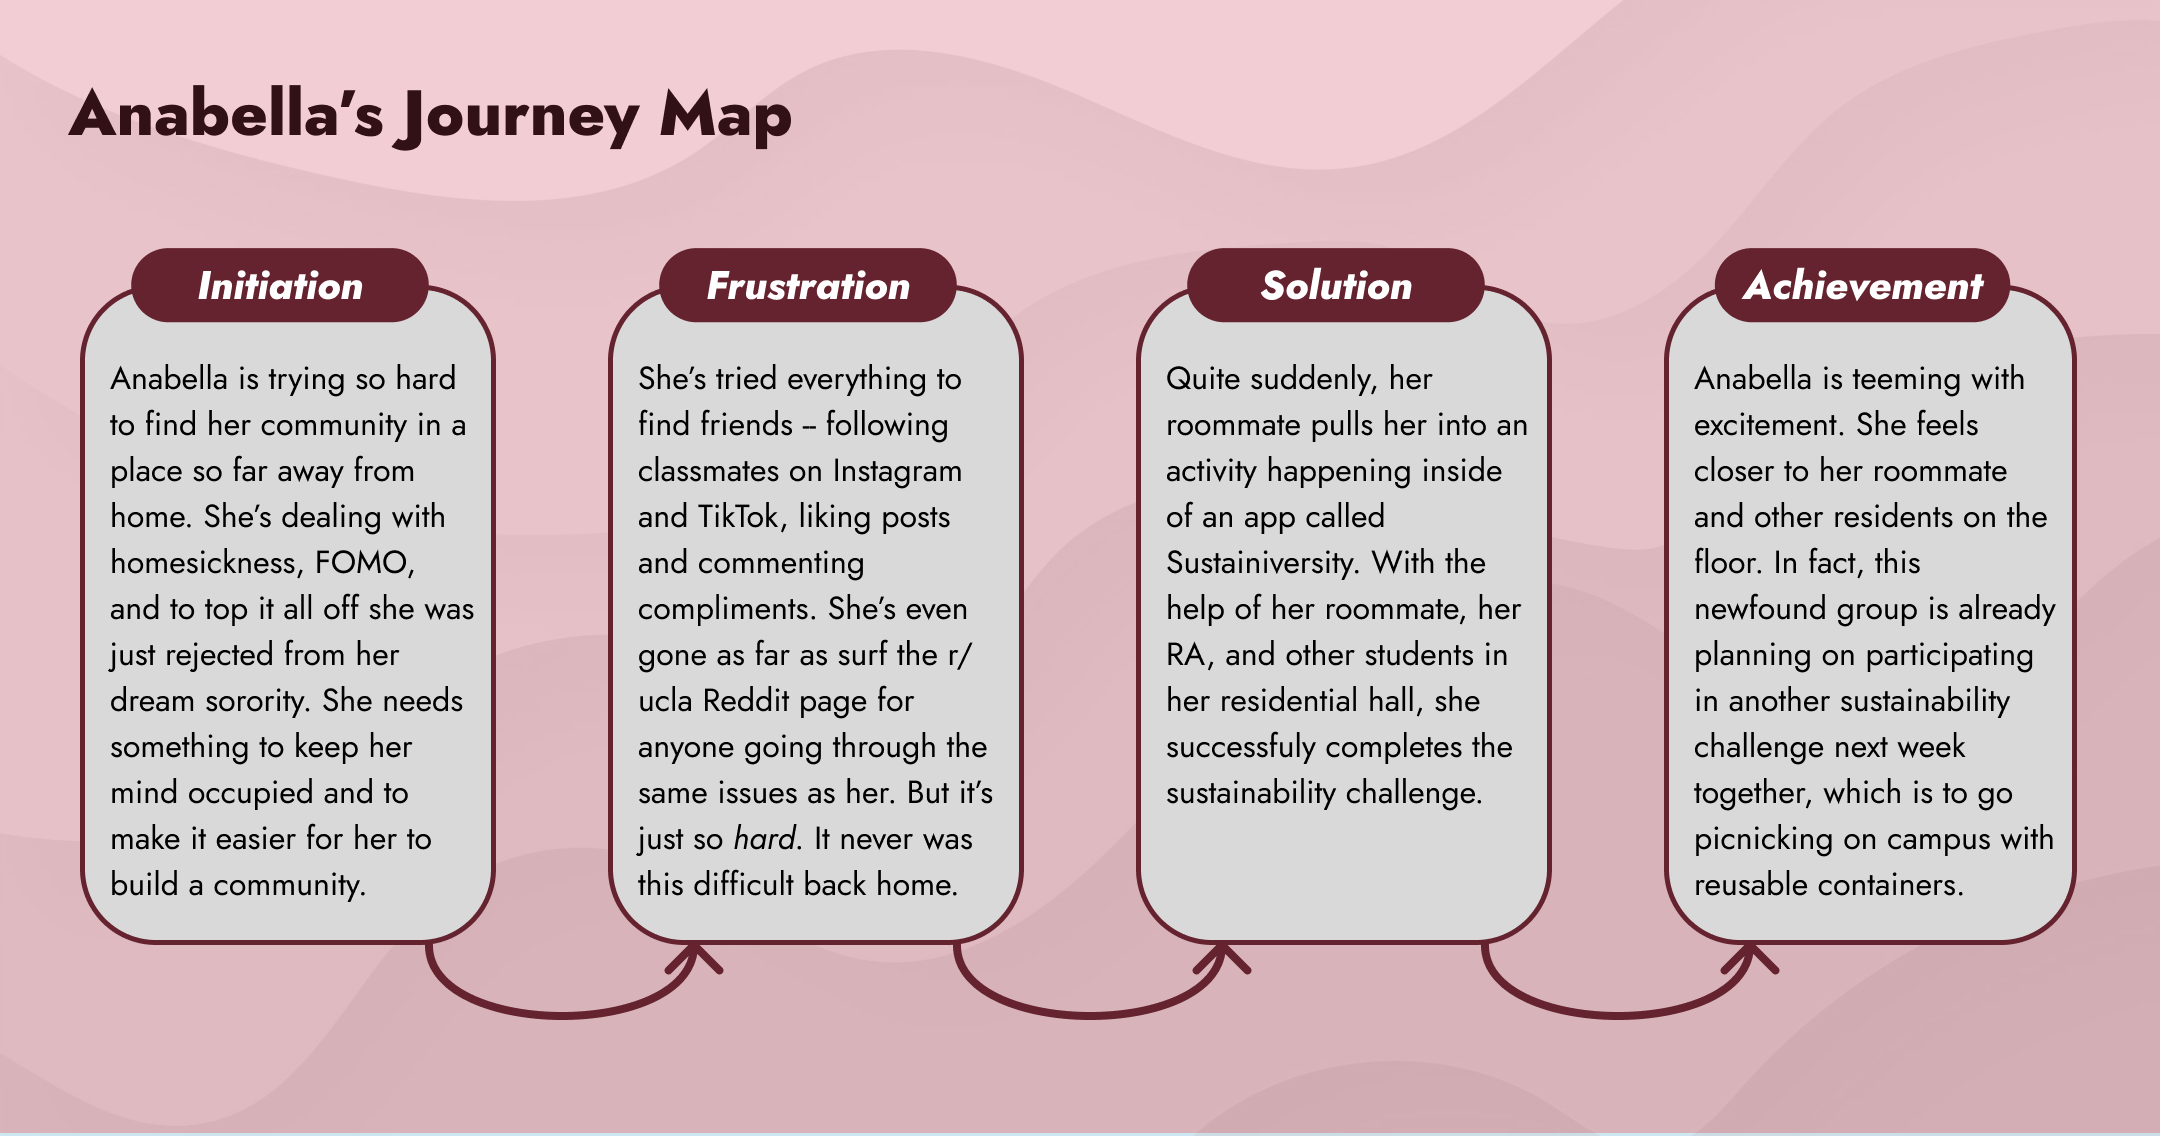 Anabella's Journey Map
Initiation
Anabella is trying so hard
to find her community in a
place so far away from
home. She's dealing with
homesickness, FOMO,
and to top it all off she was
just rejected from her
dream sorority. She needs
something to keep her
mind occupied and to
make it easier for her to
build a community.
Frustration
She's tried everything to
find friends – following
classmates on Instagram
and TikTok, liking posts
and commenting
compliments. She's even
gone as far as surf the r/
ucla Reddit page for
anyone going through the
same issues as her. But it's
just so hard. It never was
this difficult back home.
Solution
Quite suddenly, her
roommate pulls her into an
activity happening inside
of an app called
Sustainiversity. With the
help of her roommate, her
RA, and other students in
her residential hall, she
successfuly completes the
sustainability challenge.
Achievement
Anabella is teeming with
excitement. She feels
closer to her roommate
and other residents on the
floor. In fact, this
newfound group is already
planning on participating
in another sustainability
challenge next week
together, which is to go
picnicking on campus with
reusable containers.